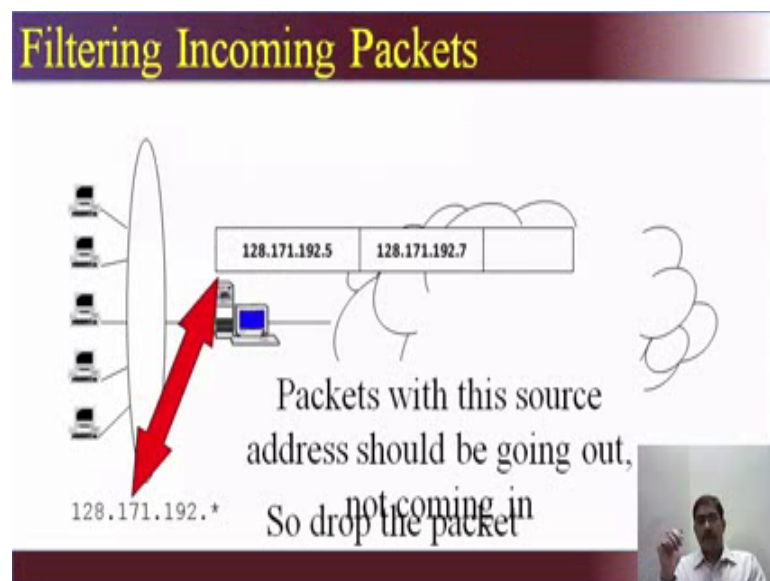 Filtering Incoming Packets
128.171.192.5 128.171.192.7
Packets with this source
address should be going out,
not coming in
So drop the packet
128.171.192.*